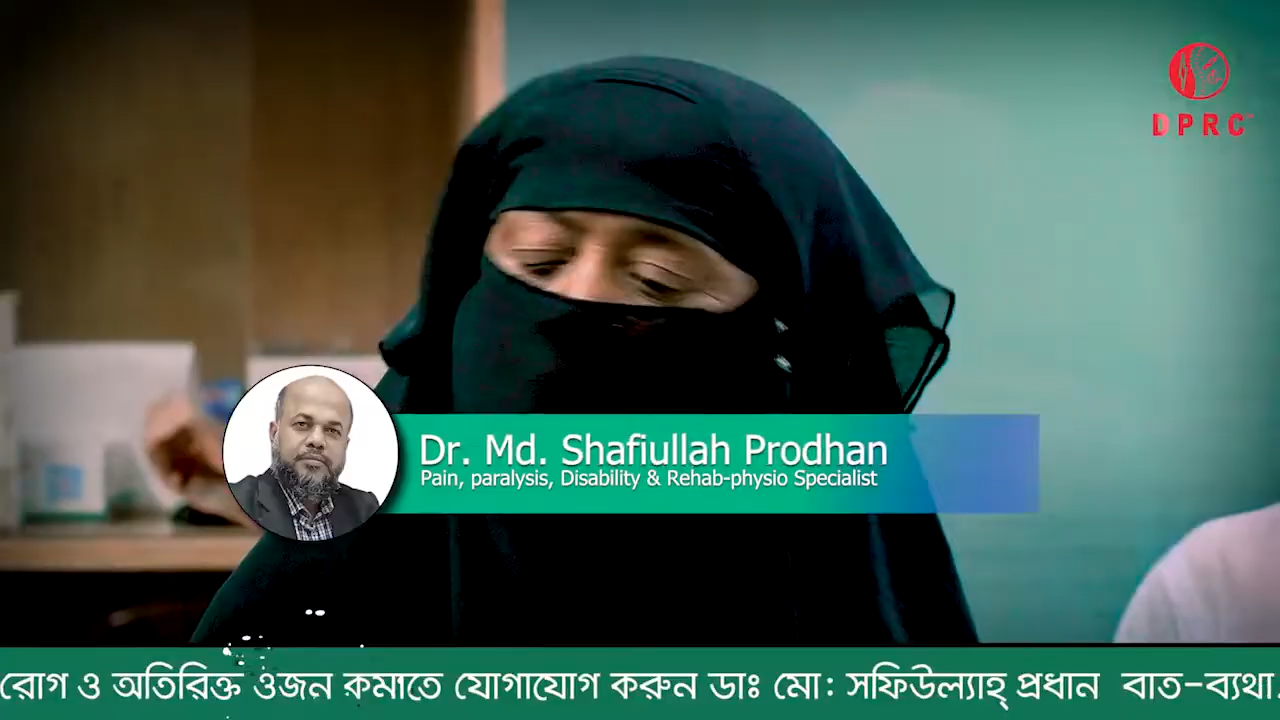 DPRC
Dr. Md. Shafiullah Prodhan
Pain, paralysis, Disability & Rehab-physio Specialist
রোগ ও অতিরিক্ত ওজন কমাতে যোগাযোগ করুন ডাঃ মো: সফিউল্যাহ্ প্রধান বাত-ব্যথা.